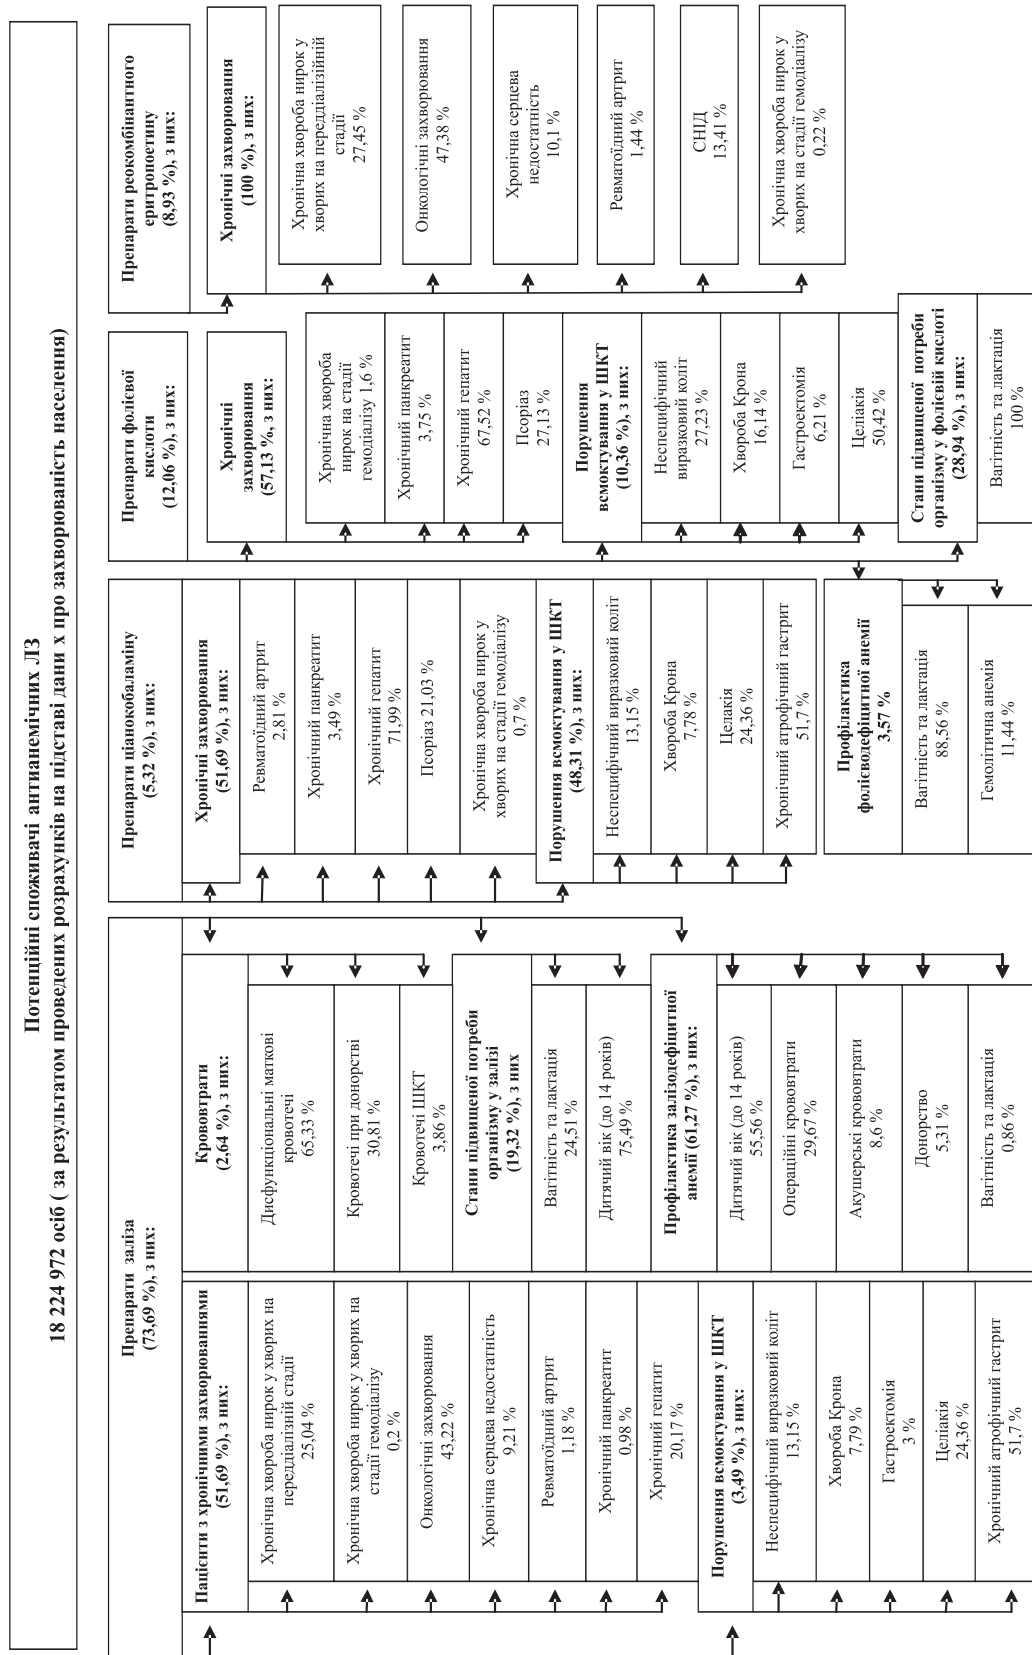 Потенційні споживачі антианемічних ЛЗ
18 224 972 осіб ( за результатом проведених розрахунків на підставі дани х про захворюваність населення)
Препарати заліза
(73,69 %), з них:
Пацієнти з хронічними захворюваннями
(51,69 %), з них:
Хронічна хвороба нирок у хворих на
переддіалізній стадії
25,04 %
Хронічна хвороба нирок у хворих на
стадії гемодіалізу
0,2 %
Онкологічні захворювання
43,22 %
Хронічна серцева недостатність
9,21 %
Ревматоїдний артрит
1,18 %
Хронічний панкреатит
0,98 %
Хронічний гепатит
20,17 %
Порушення всмоктування у ШКТ
(3,49 %), з них:
Неспецифічний виразковий коліт
13,15 %
Хвороба Крона
7,79 %
Гастроектомія
3 %
Целіакія
24,36 %
Хронічний атрофічний гастрит
51,7 %
Крововтрати
(2,64 %), з них:
Дисфункціональні маткові
кровотечі
65,33 %
Кровотечі при донорстві
30,81 %
Кровотечі ШКТ
3,86 %
Стани підвищеної потреби
організму у залізі
(19,32 %), з них
Вагітність та лактація
24,51 %
Дитячий вік (до 14 років)
75,49 %
Профілактика залізодефіцитної
анемії (61,27 %), з них:
Дитячий вік (до 14 років)
55,56 %
Операційні крововтрати
29,67 %
Акушерські крововтрати
8,6 %
Донорство
5,31 %
Вагітність та лактація
0,86 %
Препарати ціанокобаламіну
(5,32 %), з них:
Хронічні захворювання
(51,69 %), з них:
Ревматоїдний артрит
2,81 %
Хронічний панкреатит
3,49 %
Хронічний гепатит
71,99 %
Псоріаз 21,03 %
Хронічна хвороба нирок у
хворих на стадії гемодіалізу
0,7 %
Порушення всмоктування у ШКТ
(48,31 %), з них:
Неспецифічний виразковий коліт
13,15 %
Хвороба Крона
7,78 %
Целакія
24,36 %
Хронічний атрофічний гастрит
51,7 %
Препарати фолієвої
кислоти
(12,06 %), з них:
Хронічні
захворювання
(57,13 %, з них:
Хронічна хвороба
нирок на стадії
гемодіалізу 1,6 %
Хронічний панкреатит
3,75 %
Хронічний гепатит
67,52 %
Псоріаз
27,13 %
Порушення
всмоктування у ШКТ
(10,36 %), з них:
Неспецифічний
виразковий коліт
27,23 %
Хвороба Крона
16,14 %
Гастроектомія
6,21 %
Целіакія
50,42 %
Стани підвищеної потреби
організму у фолієвій кислоті
(28,94 %), з них:
Вагітність та лактація
100 %
Профілактика
фолієводефіцитної анемії
3,57 %
Вагітність та лактація
88,56 %
Гемолітична анемія
11,44 %
Препарати реокомбінантного
еритропоетину
(8,93 %), з них:
Хронічні захворювання
(100 %), з них:
Хронічна хвороба нирок у
хворих на переддіалізійній
стадії
27,45 %
Онкологічні захворювання
47,38 %
Хронічна серцева
недостатність
10,1 %
Ревматоїдний артрит
1,44 %
СНІД
13,41 %
Хронічна хвороба нирок у
хворих на стадії гемодіалізу
0,22 %